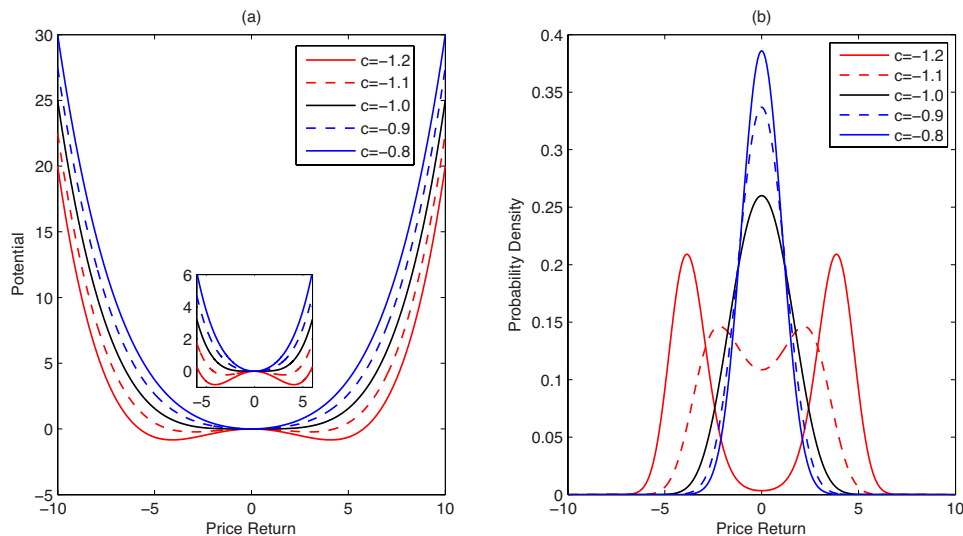 (a)
30
25
20
15
10
5
0
−5
Potential
c=−1.2
c=−1.1
c=−1.0
c=−0.9
c=−0.8
6
4
2
0
−5 0 5
−10 −5 0 5 10
Price Return
(b)
0.4
0.35
0.3
0.25
0.2
0.15
0.1
0.05
0
Probability Density
c=−1.2
c=−1.1
c=−1.0
c=−0.9
c=−0.8
−10 −5 0 5 10
Price Return